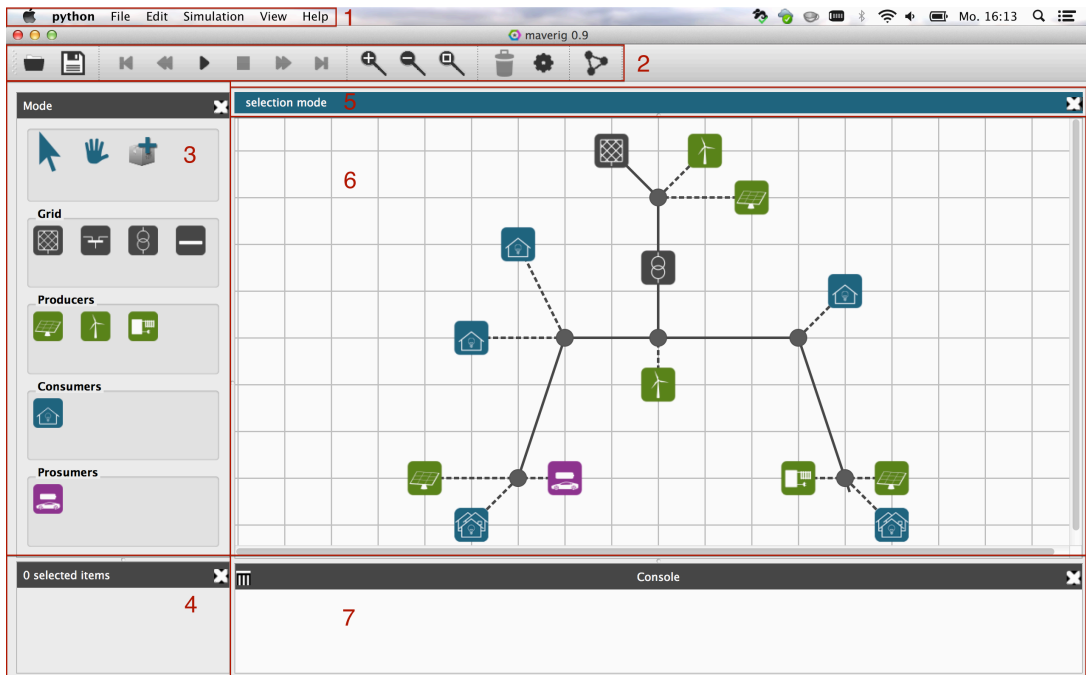 python File Edit Simulation View Help 1 Mo. 16:13
maverig 0.9
2
Mode
selection mode 5
3
6
Grid
Producers
Consumers
Prosumers
0 selected items
4
Console
7